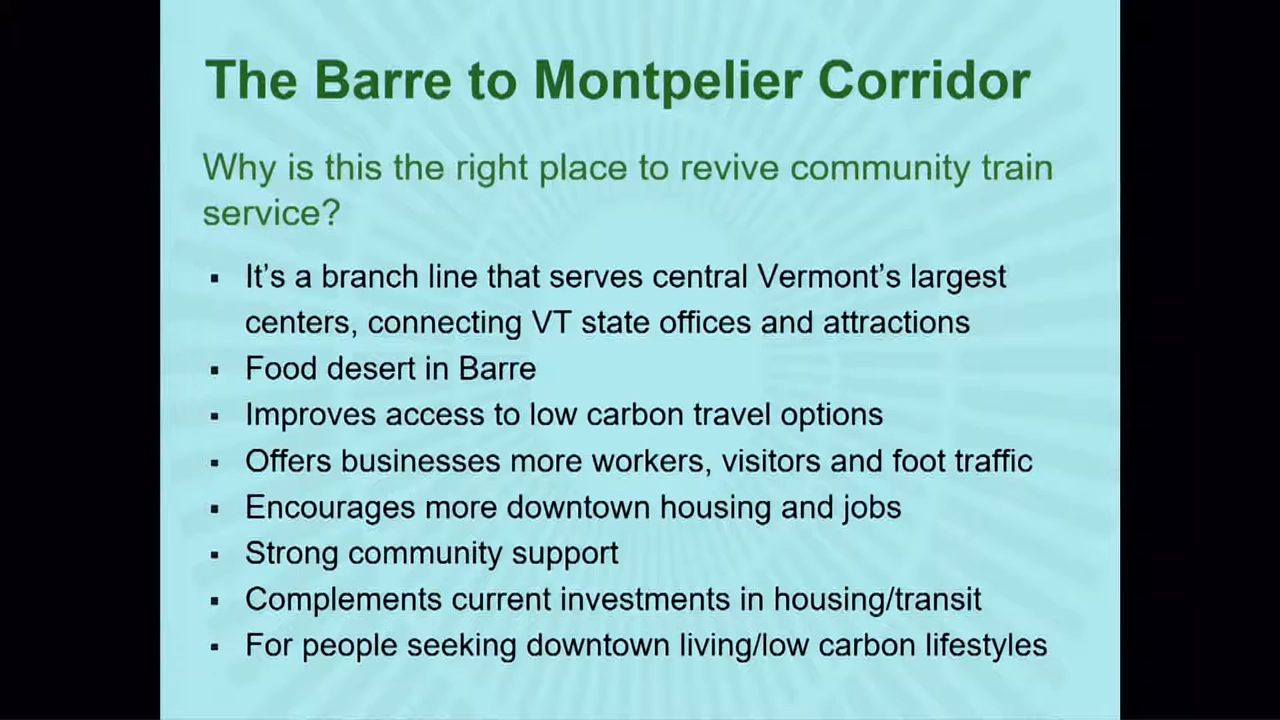 The Barre to Montpelier Corridor
Why is this the right place to revive community train
service?
▪ It’s a branch line that serves central Vermont’s largest
centers, connecting VT state offices and attractions
▪ Food desert in Barre
▪ Improves access to low carbon travel options
▪ Offers businesses more workers, visitors and foot traffic
▪ Encourages more downtown housing and jobs
▪ Strong community support
▪ Complements current investments in housing/transit
▪ For people seeking downtown living/low carbon lifestyles